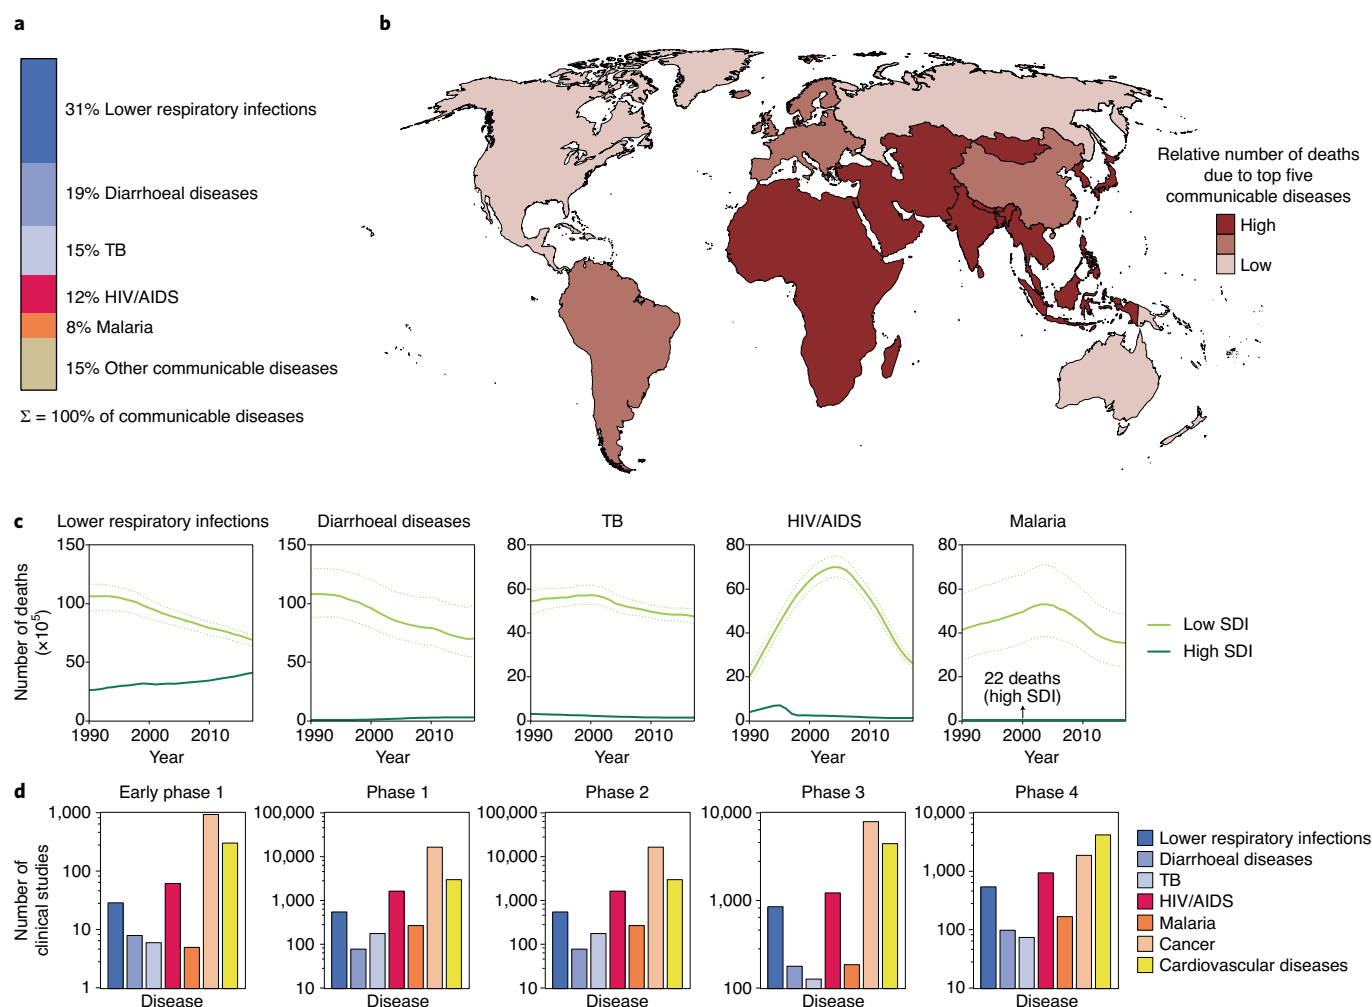 a
31% Lower respiratory infections
19% Diarrhoeal diseases
15% TB
12% HIV/AIDS
8% Malaria
15% Other communicable diseases
Σ = 100% of communicable diseases
b
Relative number of deaths
due to top five
communicable diseases
High
Low
c
Lower respiratory infections
Number of deaths
(×10⁵)
150
100
50
0
1990 2000 2010
Year
Diarrhoeal diseases
150
100
50
0
1990 2000 2010
Year
TB
80
60
40
20
0
1990 2000 2010
Year
HIV/AIDS
80
60
40
20
0
1990 2000 2010
Year
Malaria
80
60
40
20
0
22 deaths
(high SDI)
1990 2000 2010
Year
Low SDI
High SDI
d
Early phase 1
Number of
clinical studies
1,000
100
10
1
Disease
Phase 1
100,000
10,000
1,000
100
10
Disease
Phase 2
100,000
10,000
1,000
100
10
Disease
Phase 3
10,000
1,000
100
Disease
Phase 4
10,000
1,000
100
10
Disease
Lower respiratory infections
Diarrhoeal diseases
TB
HIV/AIDS
Malaria
Cancer
Cardiovascular diseases